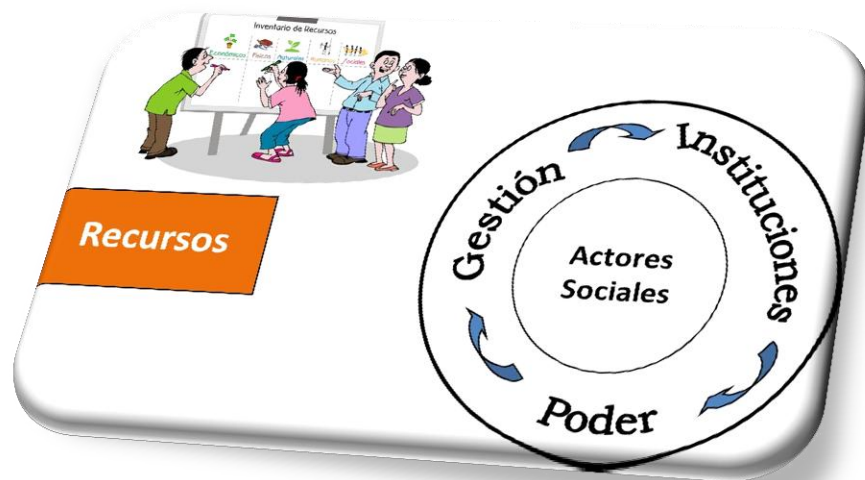 Inventario de Recursos
Económicos Físicos Naturales Humanos Sociales
Recursos
Gestión
Instituciones
Poder
Actores
Sociales